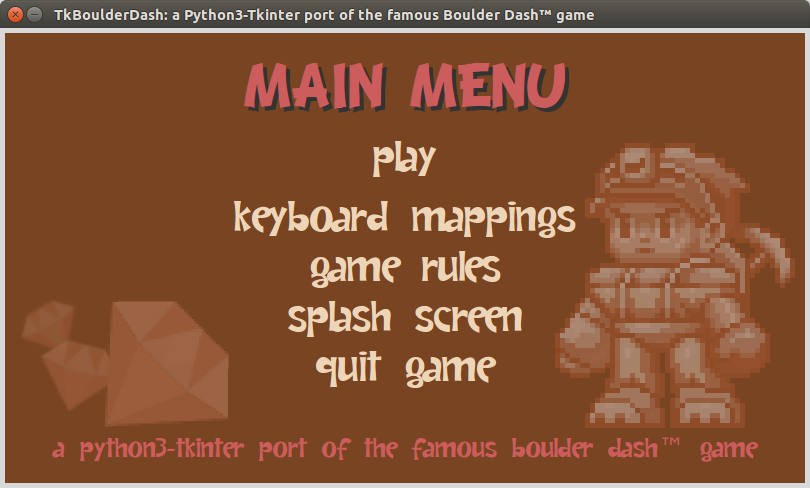 TkBoulderDash: a Python3-Tkinter port of the famous Boulder Dash™ game
MAIN MENU
play
keyboard mappings
game rules
splash screen
quit game
a python3-tkinter port of the famous boulder dash™ game